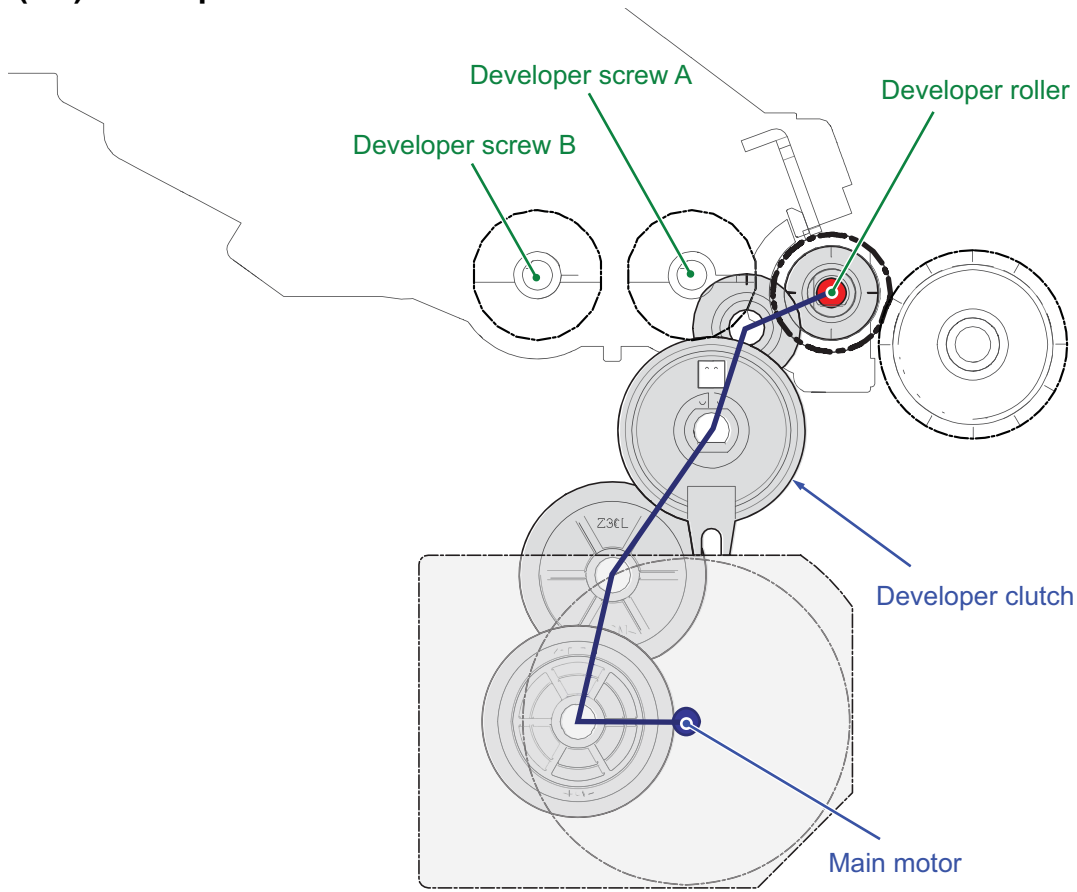 Developer screw A
Developer roller
Developer screw B
Developer clutch
Main motor